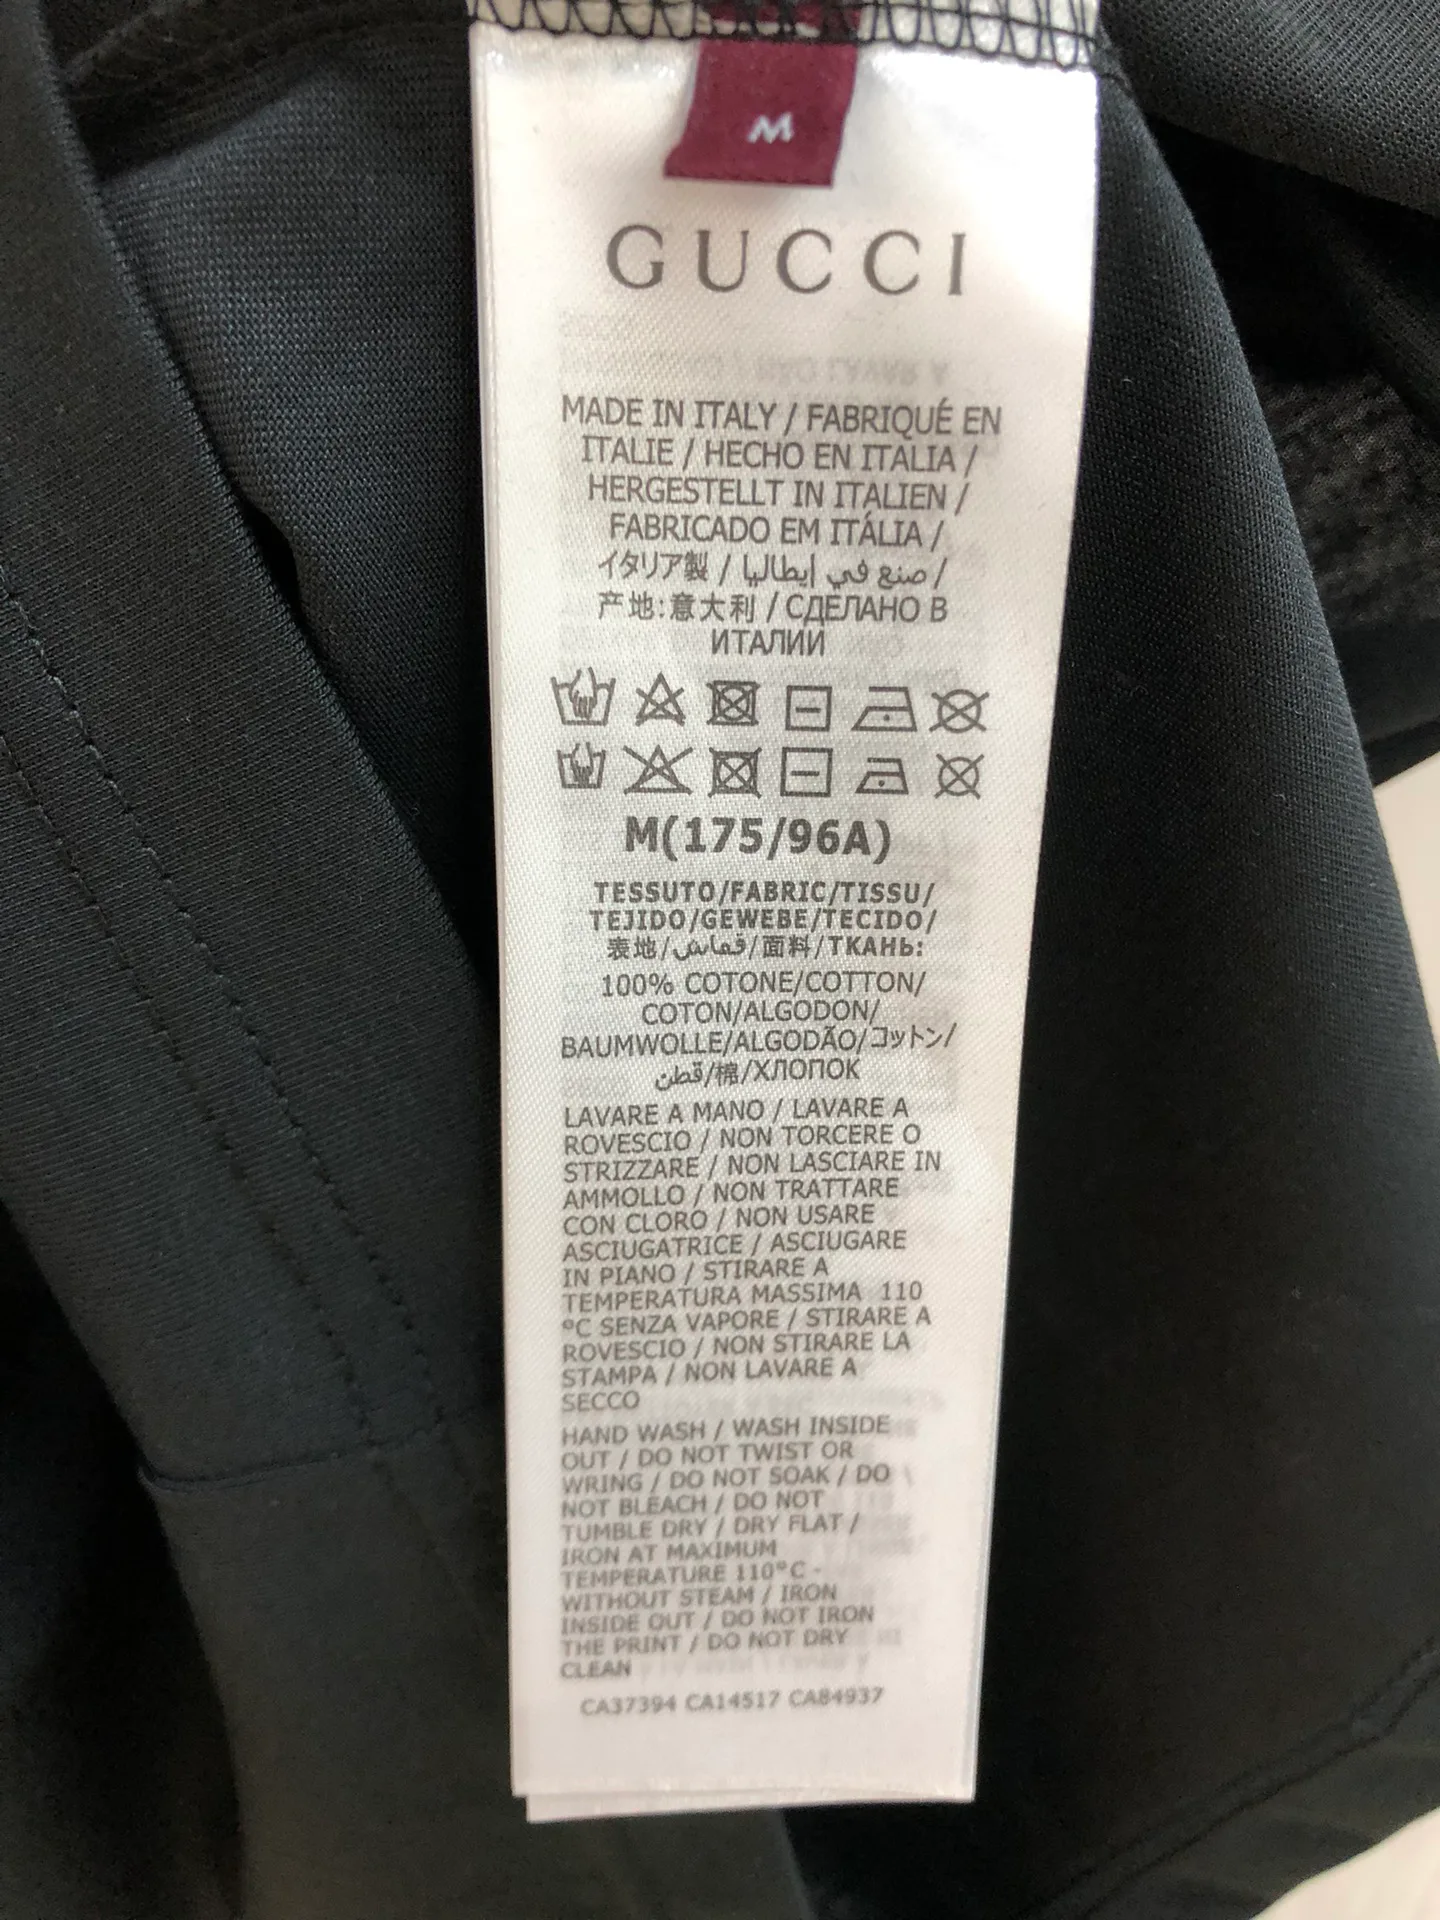 M
GUCCI
MADE IN ITALY / FABRIQUÉ EN
ITALIE / HECHO EN ITALIA /
HERGESTELLT IN ITALIEN /
FABRICADO EM ITÁLIA /
イタリア製 / صنع في إيطاليا /
产地:意大利 / СДЕЛАНО В
ИТАЛИИ
M(175/96A)
TESSUTO/FABRIC/TISSU/
TEJIDO/GEWEBE/TECIDO/
表地/قماش/面料/ТКАНЬ:
100% COTONE/COTTON/
COTON/ALGODON/
BAUMWOLLE/ALGODÃO/コットン/
قطن/棉/ХЛОПОК
LAVARE A MANO / LAVARE A
ROVESCIO / NON TORCERE O
STRIZZARE / NON LASCIARE IN
AMMOLLO / NON TRATTARE
CON CLORO / NON USARE
ASCIUGATRICE / ASCIUGARE
IN PIANO / STIRARE A
TEMPERATURA MASSIMA 110
°C SENZA VAPORE / STIRARE A
ROVESCIO / NON STIRARE LA
STAMPA / NON LAVARE A
SECCO
HAND WASH / WASH INSIDE
OUT / DO NOT TWIST OR
WRING / DO NOT SOAK / DO
NOT BLEACH / DO NOT
TUMBLE DRY / DRY FLAT /
IRON AT MAXIMUM
TEMPERATURE 110°C -
WITHOUT STEAM / IRON
INSIDE OUT / DO NOT IRON
THE PRINT / DO NOT DRY
CLEAN
CA37394 CA14517 CA84937